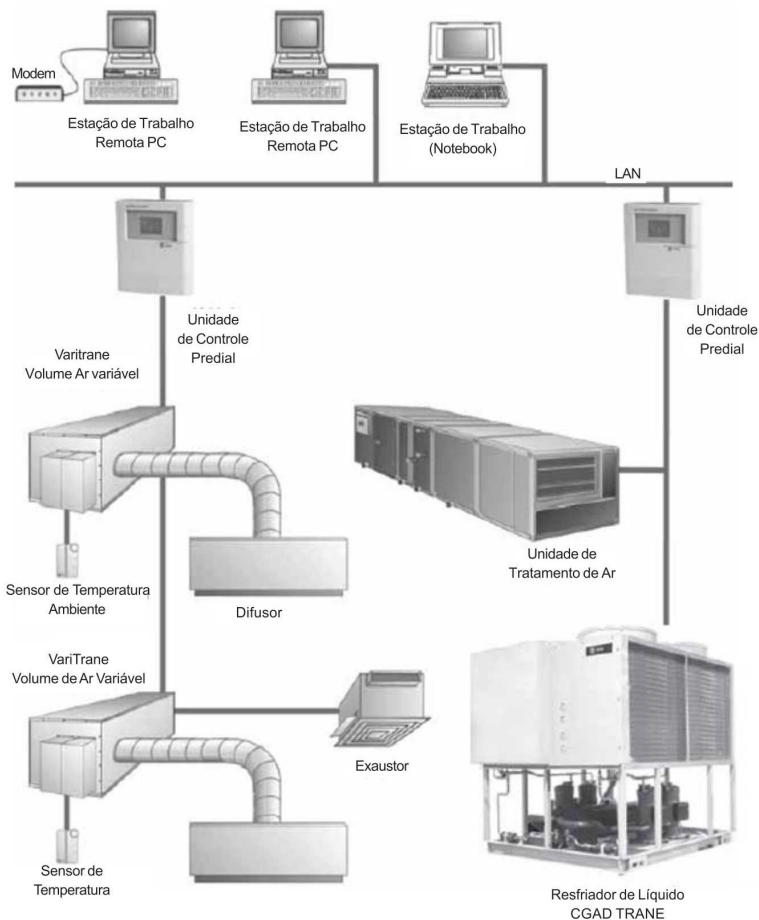 Modem
Estação de Trabalho
Remota PC
Estação de Trabalho
Remota PC
Estação de Trabalho
(Notebook)
LAN
Unidade
de Controle
Predial
Unidade
de Controle
Predial
Varitrane
Volume Ar variável
Sensor de Temperatura
Ambiente
Difusor
Unidade de
Tratamento de Ar
VariTrane
Volume de Ar Variável
Exaustor
Sensor de
Temperatura
Resfriador de Líquido
CGAD TRANE